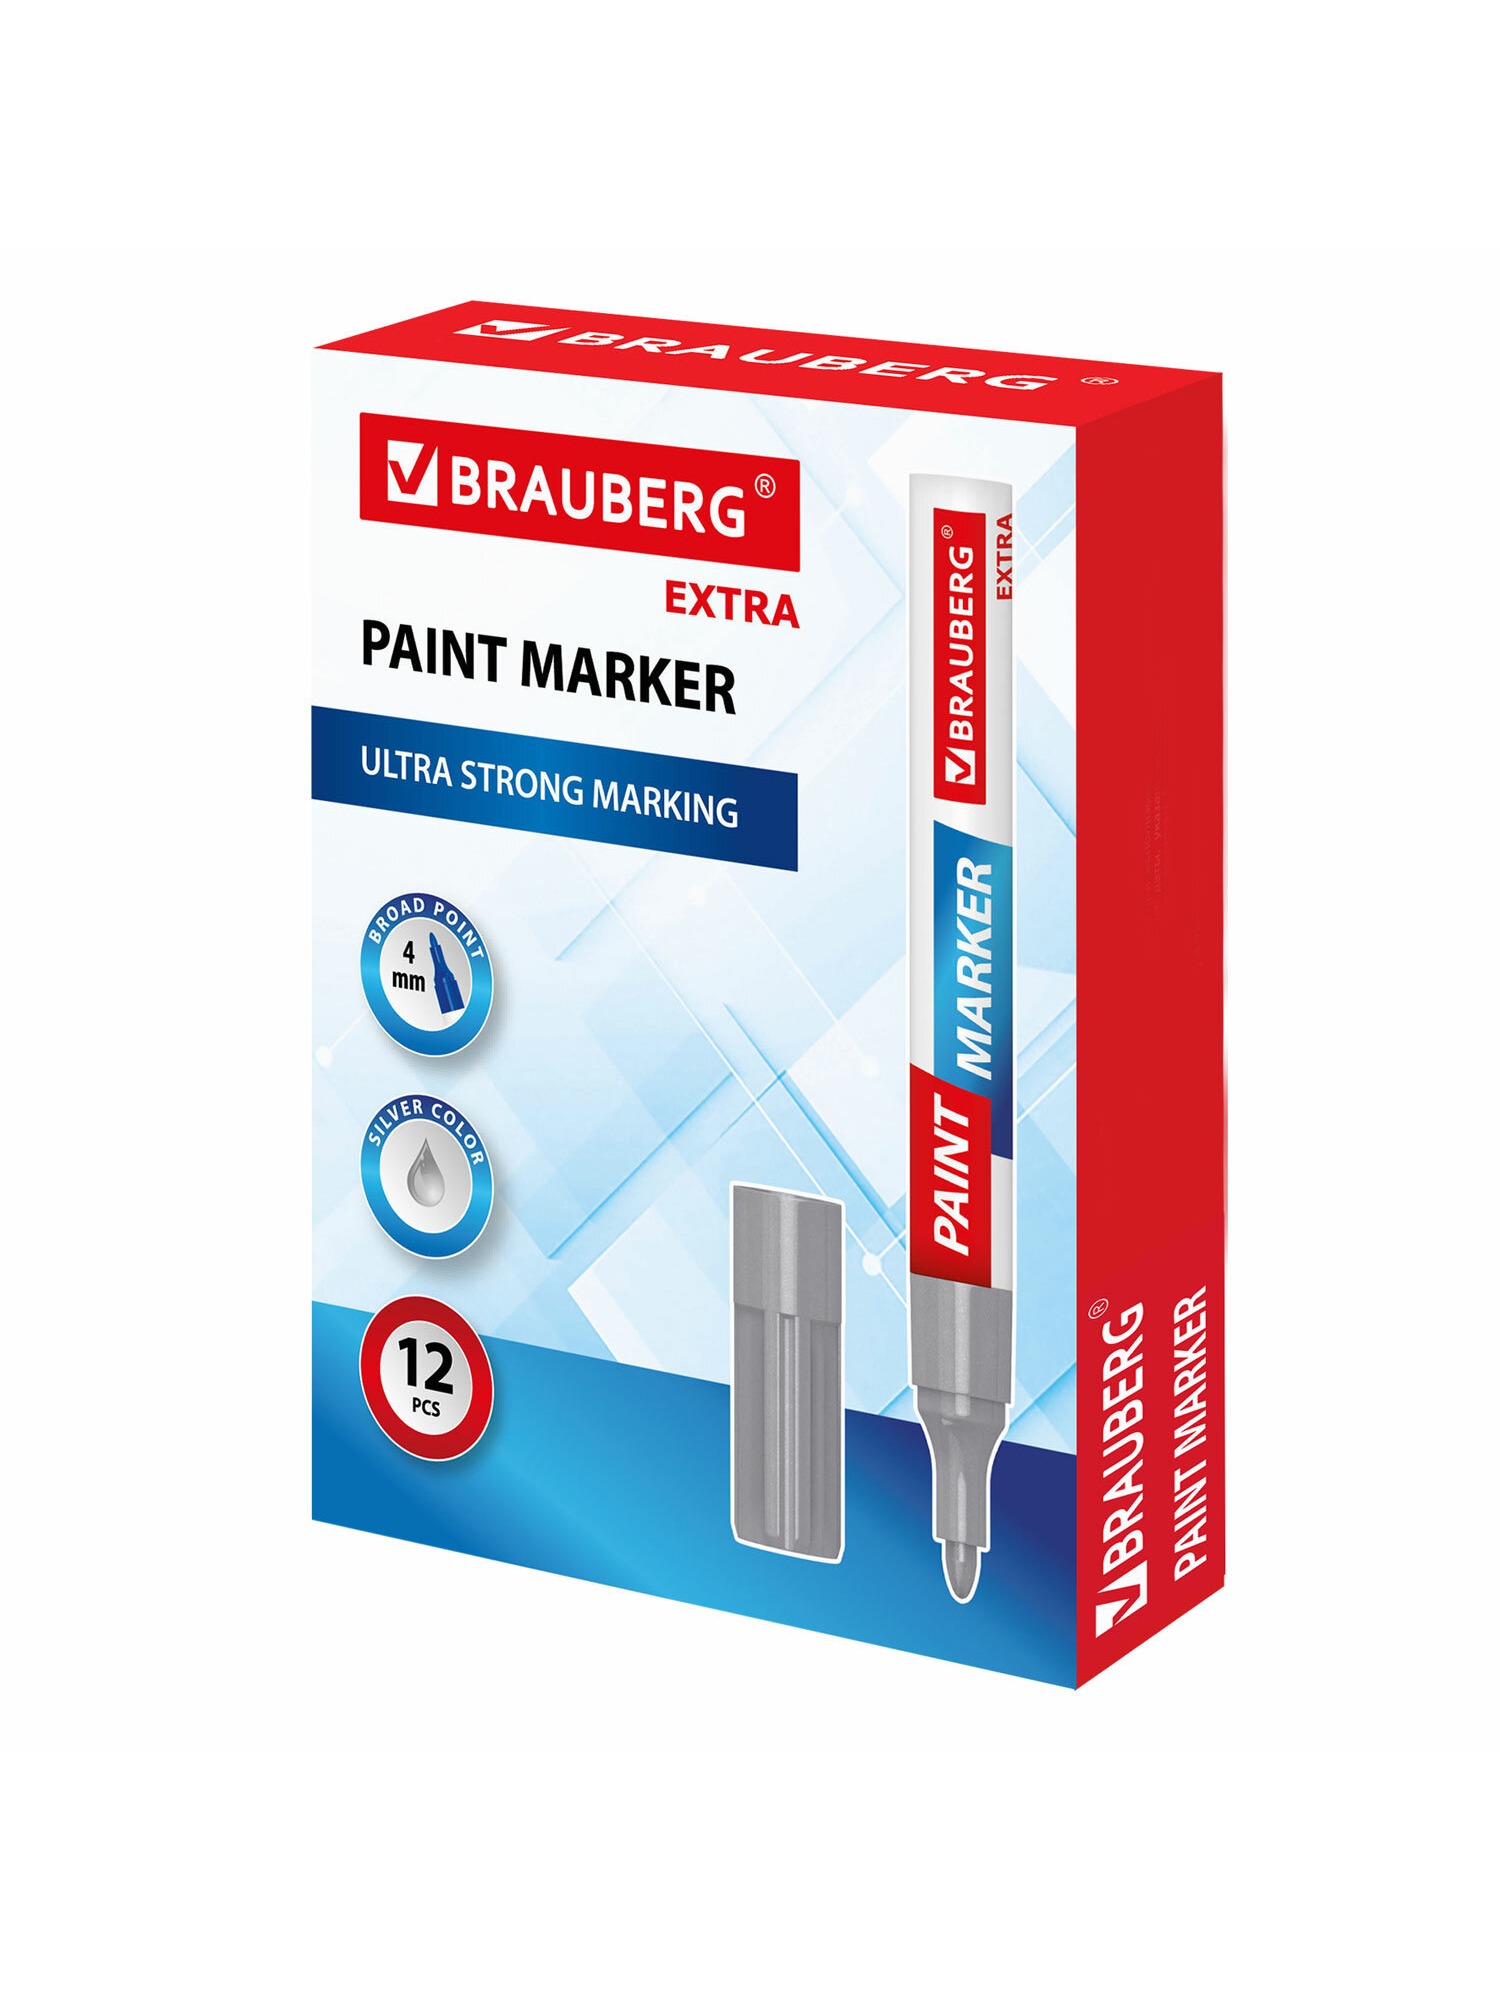 BRAUBERG ®
BRAUBERG ®
EXTRA
PAINT MARKER
ULTRA STRONG MARKING
BROAD POINT
4
mm
SILVER COLOR
12
PCS
BRAUBERG ®
EXTRA
PAINT MARKER
BRAUBERG ®
PAINT MARKER